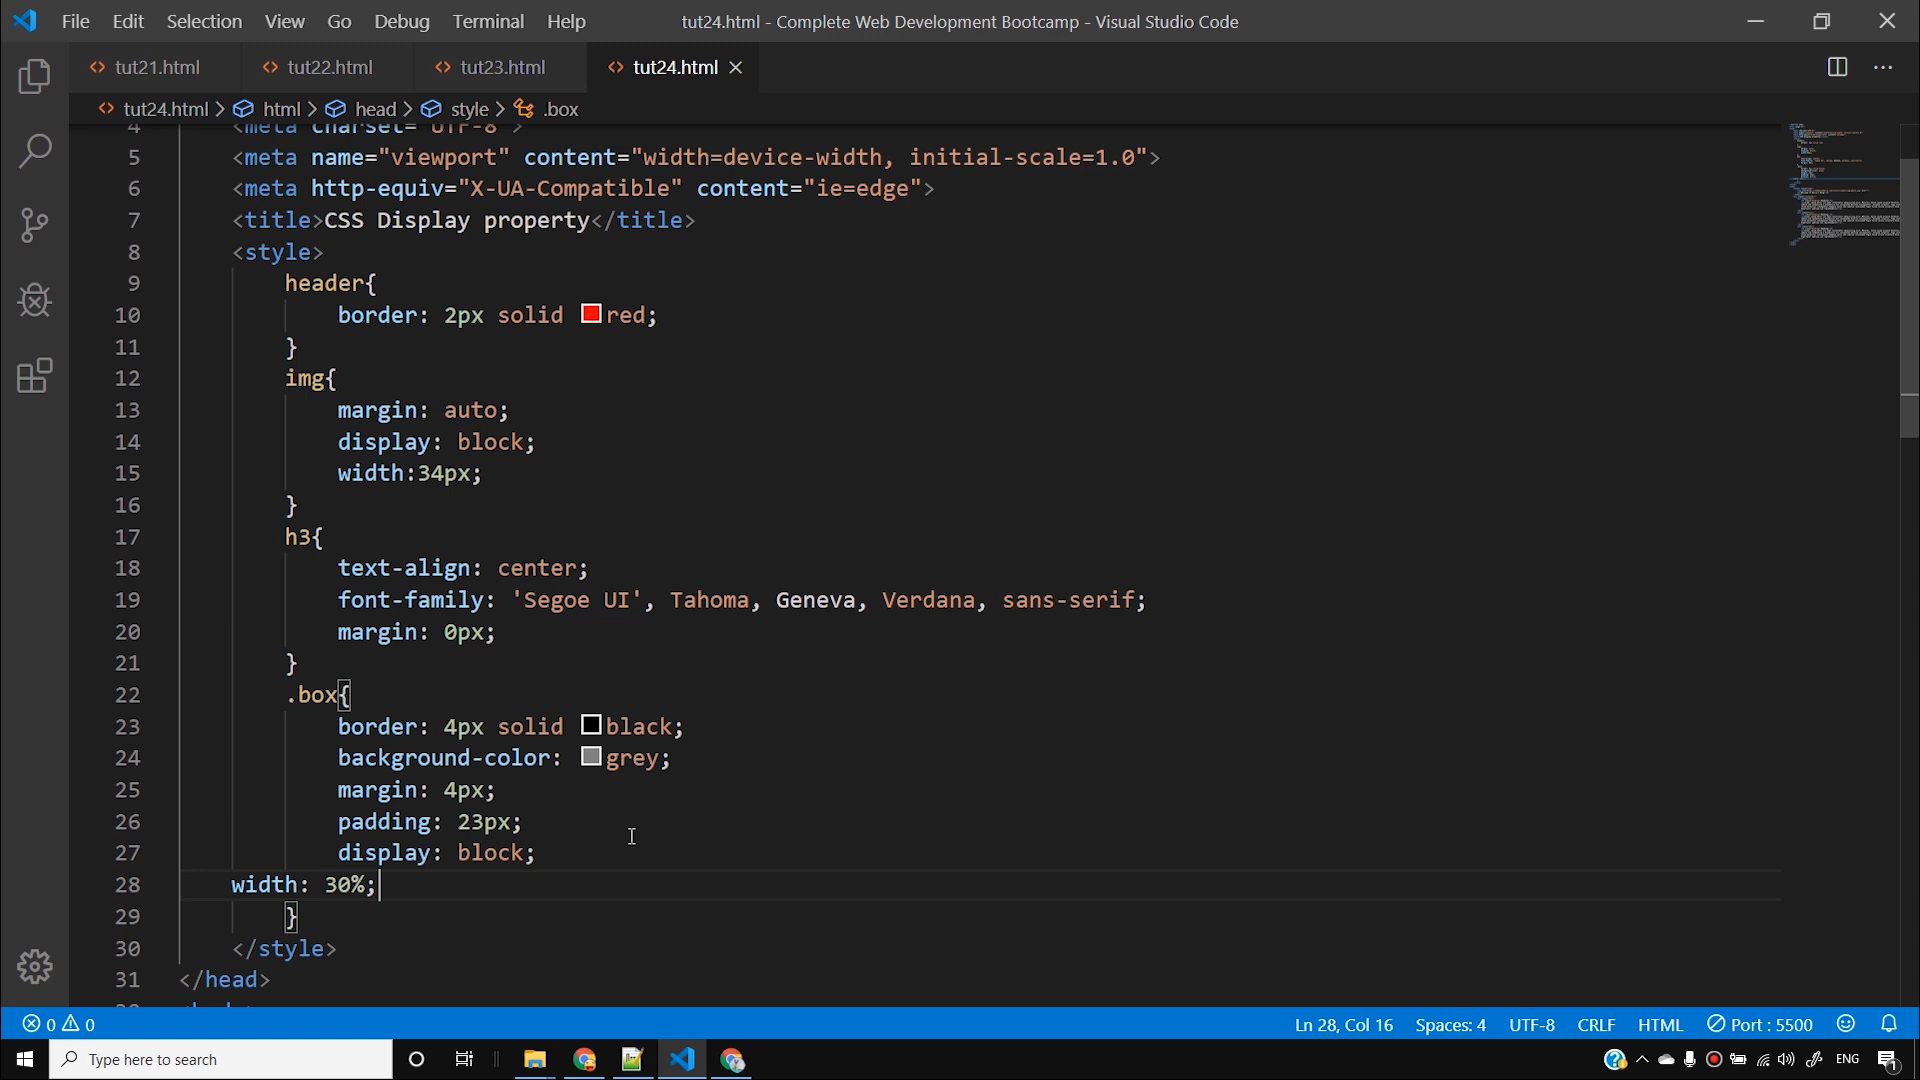 File Edit Selection View Go Debug Terminal Help tut24.html - Complete Web Development Bootcamp - Visual Studio Code
tut21.html tut22.html tut23.html tut24.html
tut24.html > html > head > style > .box
4 <meta charset="UTF-8">
5 <meta name="viewport" content="width=device-width, initial-scale=1.0">
6 <meta http-equiv="X-UA-Compatible" content="ie=edge">
7 <title>CSS Display property</title>
8 <style>
9 header{
10 border: 2px solid red;
11 }
12 img{
13 margin: auto;
14 display: block;
15 width:34px;
16 }
17 h3{
18 text-align: center;
19 font-family: 'Segoe UI', Tahoma, Geneva, Verdana, sans-serif;
20 margin: 0px;
21 }
22 .box{
23 border: 4px solid black;
24 background-color: grey;
25 margin: 4px;
26 padding: 23px;
27 display: block;
28 width: 30%;
29 }
30 </style>
31 </head>
0 0 Ln 28, Col 16 Spaces: 4 UTF-8 CRLF HTML Port : 5500
Type here to search ENG 1